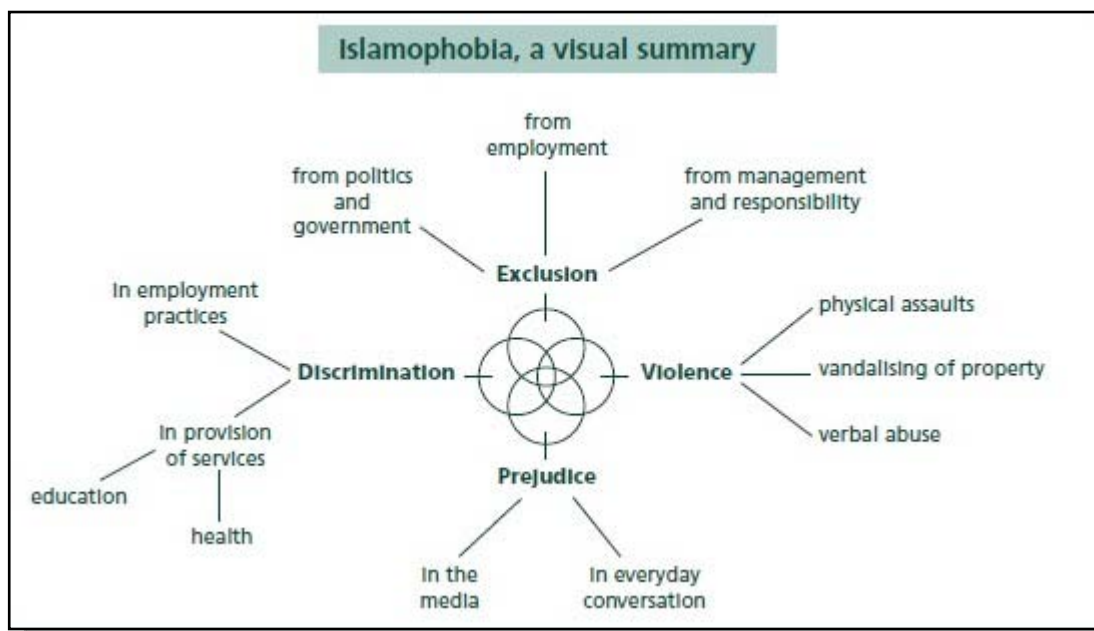 Islamophobia, a visual summary
from
employment
from politics
and
government
from management
and responsibility
Exclusion
In employment
practices
physical assaults
Discrimination
Violence
vandalising of property
In provision
of services
verbal abuse
education
health
Prejudice
In the
media
In everyday
conversation